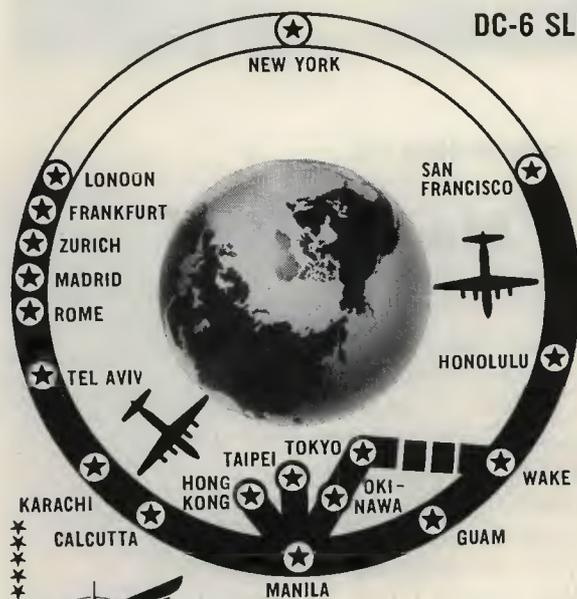 DC-6 SL
NEW YORK
LONDON
FRANKFURT
ZURICH
MADRID
ROME
TEL AVIV
KARACHI
CALCUTTA
SAN
FRANCISCO
HONOLULU
WAKE
GUAM
TOKYO
OKI-
NAWA
TAIPEI
HONG
KONG
MANILA